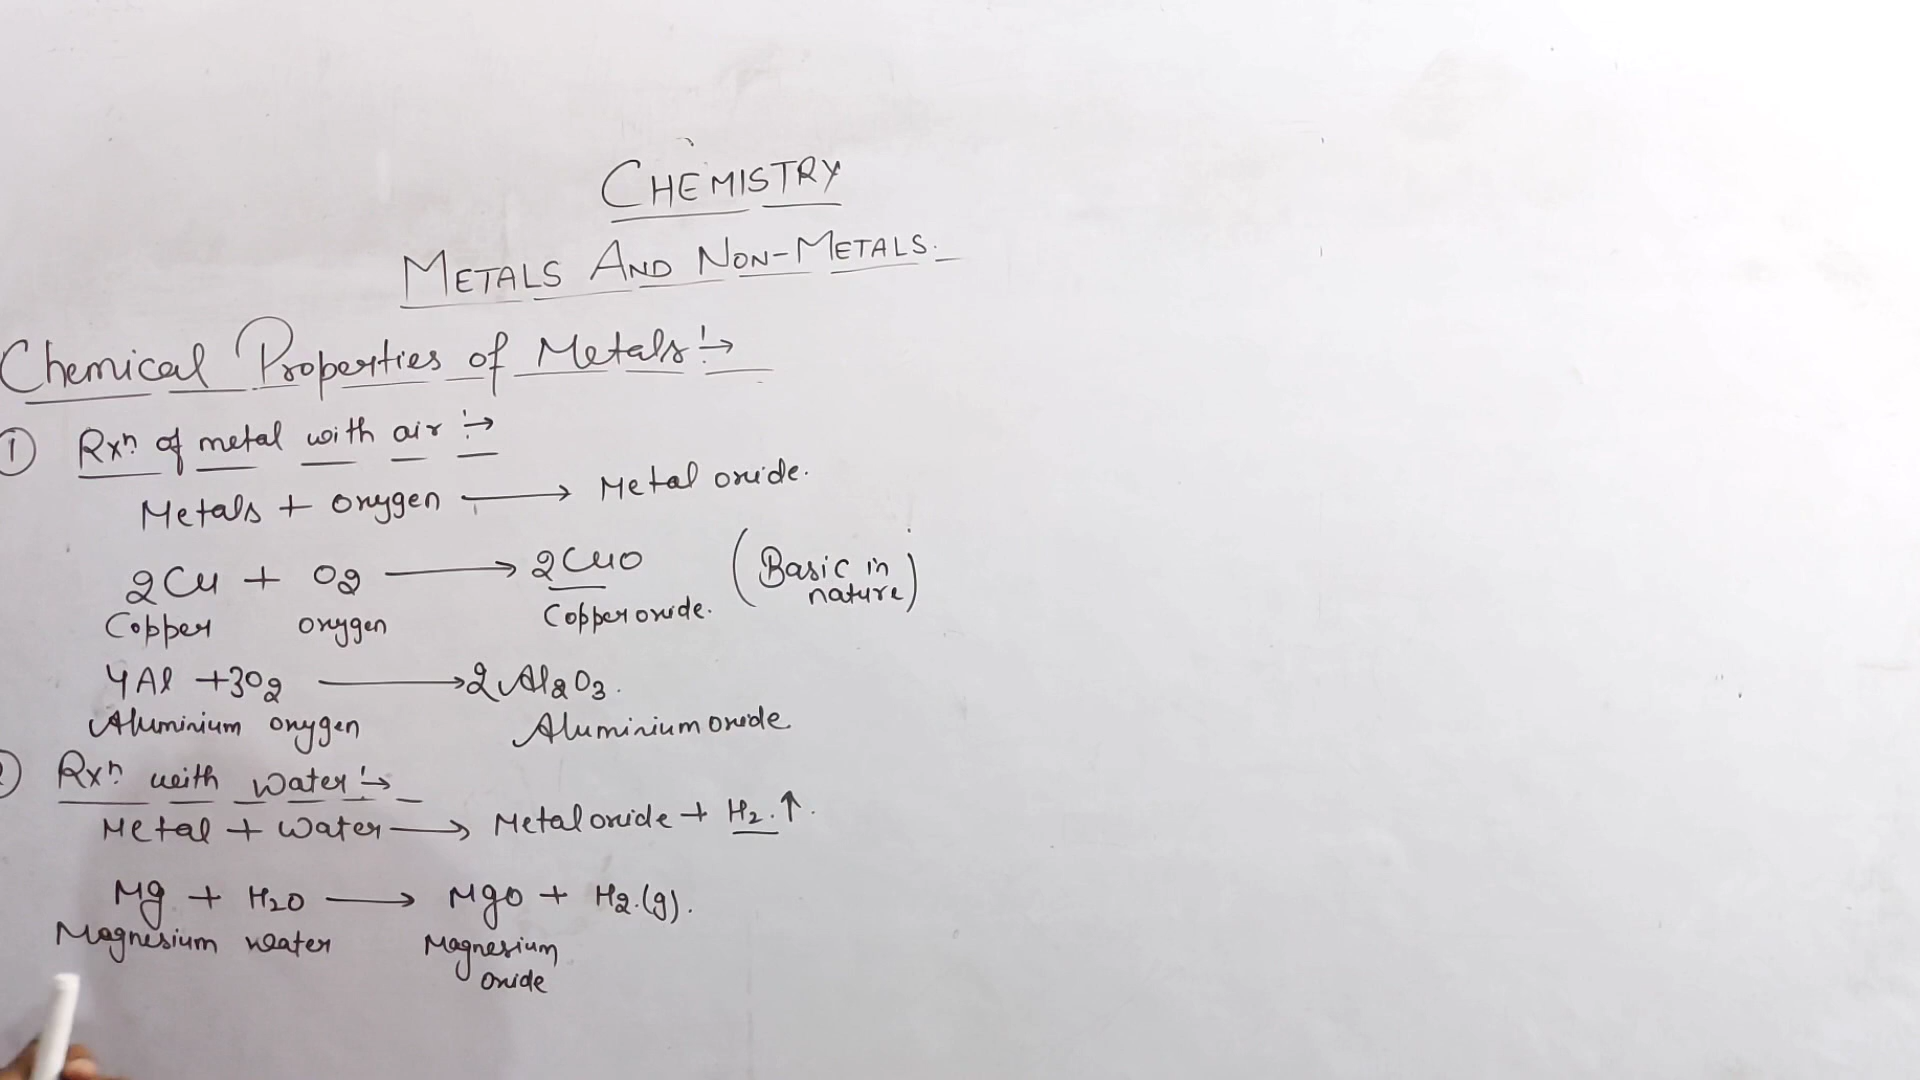 CHEMISTRY
METALS AND NON-METALS.
Chemical Properties of Metals:→
① Rxn. of metal with air:→
Metals + oxygen ⟶ Metal oxide.
2Cu + O2 ⟶ 2CuO (Basic in nature)
Copper oxygen Copper oxide.
4Al +3O2 ⟶ 2Al2O3.
Aluminium oxygen Aluminium oxide
② Rxn. with Water:→
Metal + Water ⟶ Metal oxide + H2.↑.
Mg + H2O ⟶ MgO + H2.(g).
Magnesium water Magnesium
oxide